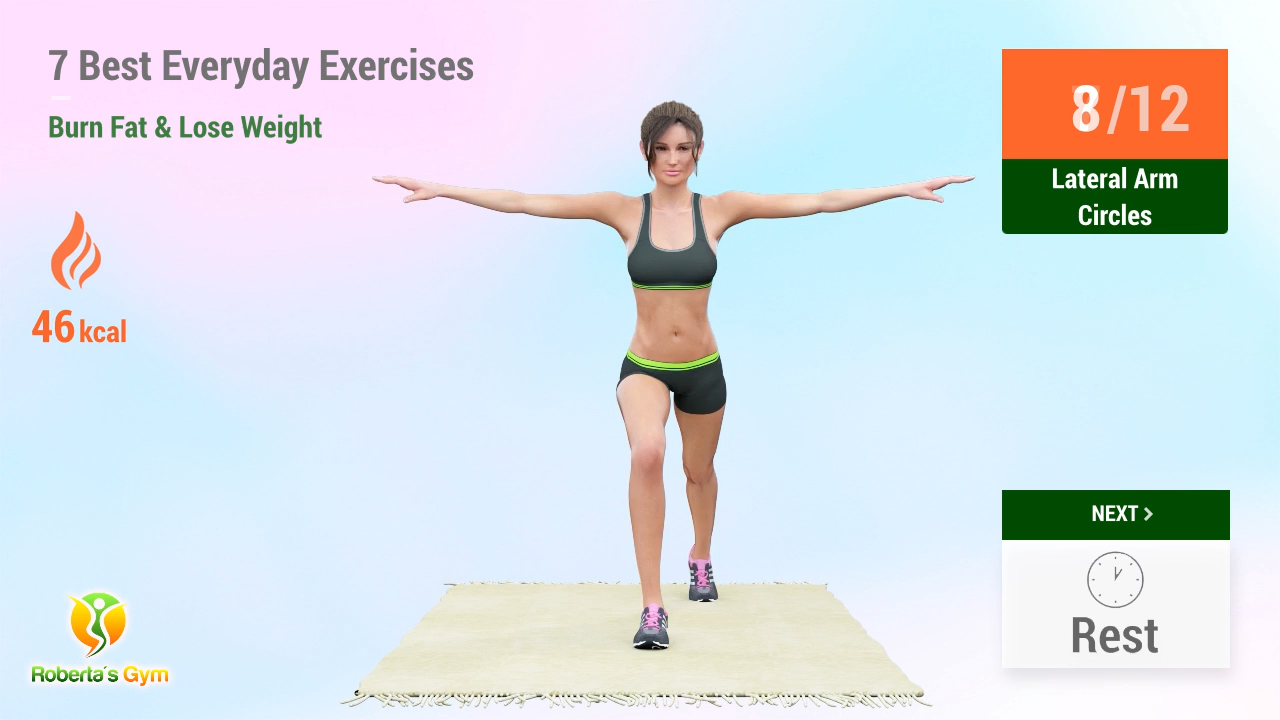 7 Best Everyday Exercises
Burn Fat & Lose Weight
8/12
Lateral Arm
Circles
46 kcal
NEXT >
Rest
Roberta´s Gym